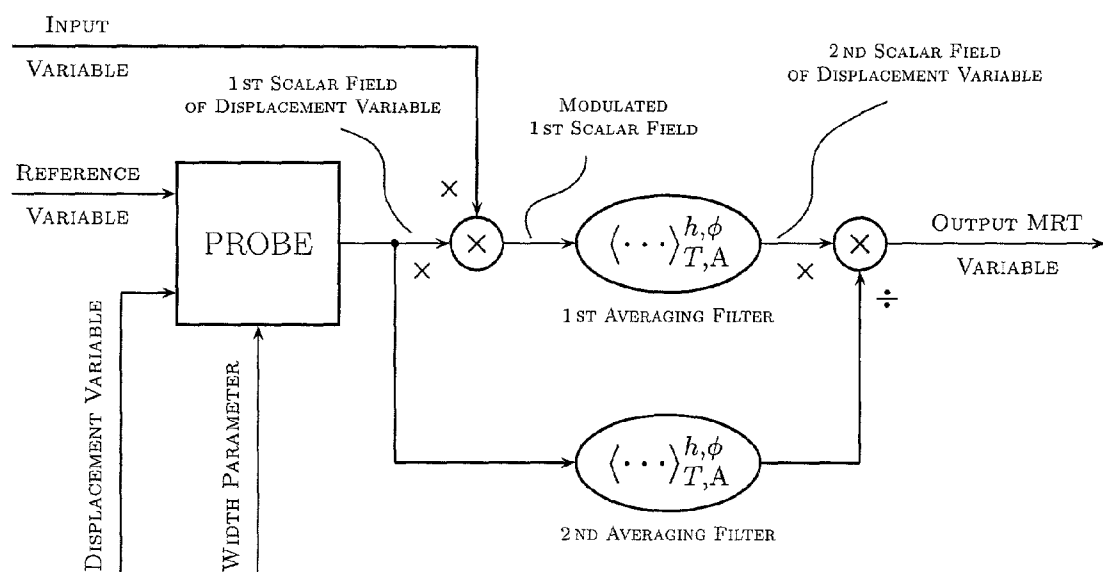 INPUT
VARIABLE
1ST SCALAR FIELD
OF DISPLACEMENT VARIABLE
MODULATED
1ST SCALAR FIELD
2ND SCALAR FIELD
OF DISPLACEMENT VARIABLE
REFERENCE
VARIABLE
PROBE
×
×
×
⟨···⟩ h,ϕ T,A
×
×
÷
OUTPUT MRT
VARIABLE
1ST AVERAGING FILTER
DISPLACEMENT VARIABLE
WIDTH PARAMETER
⟨···⟩ h,ϕ T,A
2ND AVERAGING FILTER